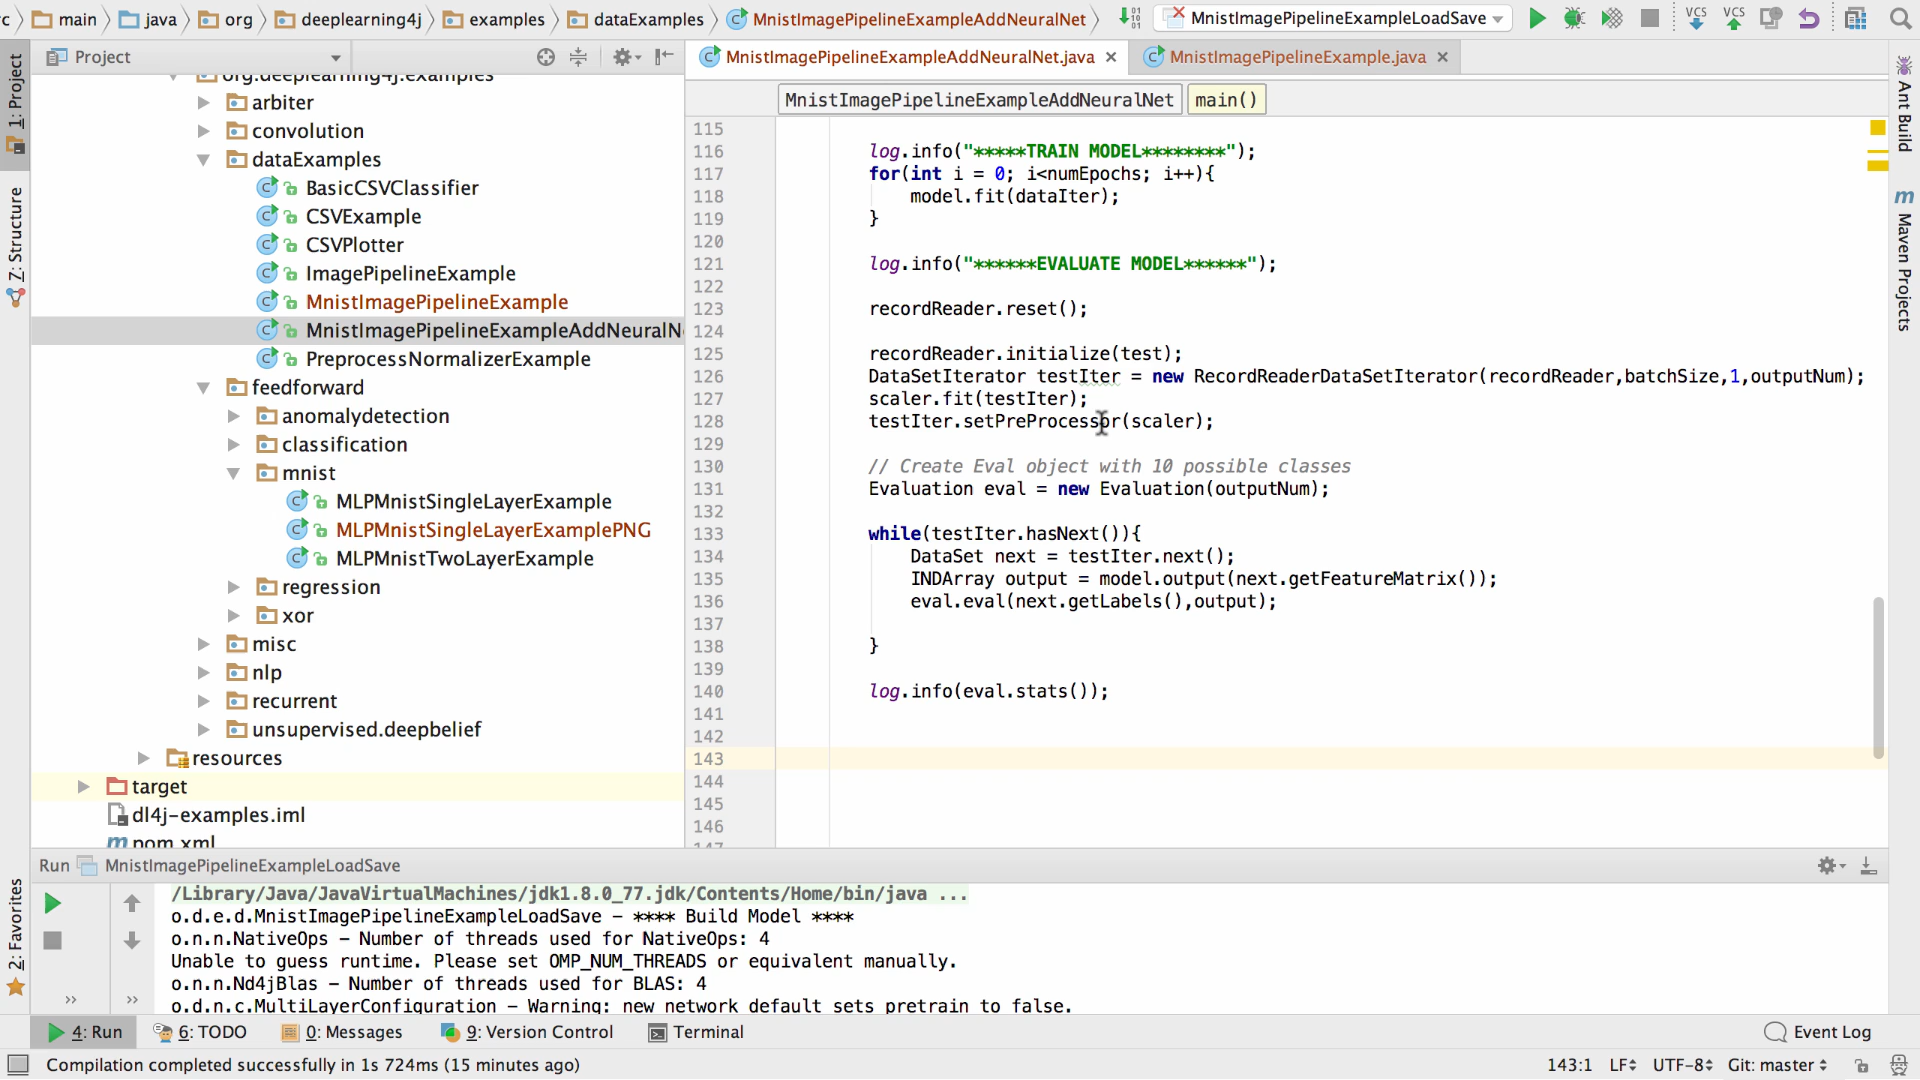 main
java
org
deeplearning4j
examples
dataExamples
MnistImagePipelineExampleAddNeuralNet
MnistImagePipelineExampleLoadSave
VCS
VCS
1: Project
Z: Structure
2: Favorites
Project
org.deeplearning4j.examples
arbiter
convolution
dataExamples
BasicCSVClassifier
CSVExample
CSVPlotter
ImagePipelineExample
MnistImagePipelineExample
MnistImagePipelineExampleAddNeuralN
PreprocessNormalizerExample
feedforward
anomalydetection
classification
mnist
MLPMnistSingleLayerExample
MLPMnistSingleLayerExamplePNG
MLPMnistTwoLayerExample
regression
xor
misc
nlp
recurrent
unsupervised.deepbelief
resources
target
dl4j-examples.iml
pom.xml
MnistImagePipelineExampleAddNeuralNet.java
MnistImagePipelineExample.java
MnistImagePipelineExampleAddNeuralNet
main()
115
116 log.info("*****TRAIN MODEL********");
117 for(int i = 0; i<numEpochs; i++){
118 model.fit(dataIter);
119 }
120
121 log.info("******EVALUATE MODEL******");
122
123 recordReader.reset();
124
125 recordReader.initialize(test);
126 DataSetIterator testIter = new RecordReaderDataSetIterator(recordReader,batchSize,1,outputNum);
127 scaler.fit(testIter);
128 testIter.setPreProcessor(scaler);
129
130 // Create Eval object with 10 possible classes
131 Evaluation eval = new Evaluation(outputNum);
132
133 while(testIter.hasNext()){
134 DataSet next = testIter.next();
135 INDArray output = model.output(next.getFeatureMatrix());
136 eval.eval(next.getLabels(),output);
137
138 }
139
140 log.info(eval.stats());
141
142
143
144
145
146
147
Ant Build
Maven Projects
Run MnistImagePipelineExampleLoadSave
/Library/Java/JavaVirtualMachines/jdk1.8.0_77.jdk/Contents/Home/bin/java ...
o.d.e.d.MnistImagePipelineExampleLoadSave - **** Build Model ****
o.n.n.NativeOps - Number of threads used for NativeOps: 4
Unable to guess runtime. Please set OMP_NUM_THREADS or equivalent manually.
o.n.n.Nd4jBlas - Number of threads used for BLAS: 4
o.d.n.c.MultiLayerConfiguration - Warning: new network default sets pretrain to false.
4: Run
6: TODO
0: Messages
9: Version Control
Terminal
Event Log
Compilation completed successfully in 1s 724ms (15 minutes ago)
143:1
LF
UTF-8
Git: master